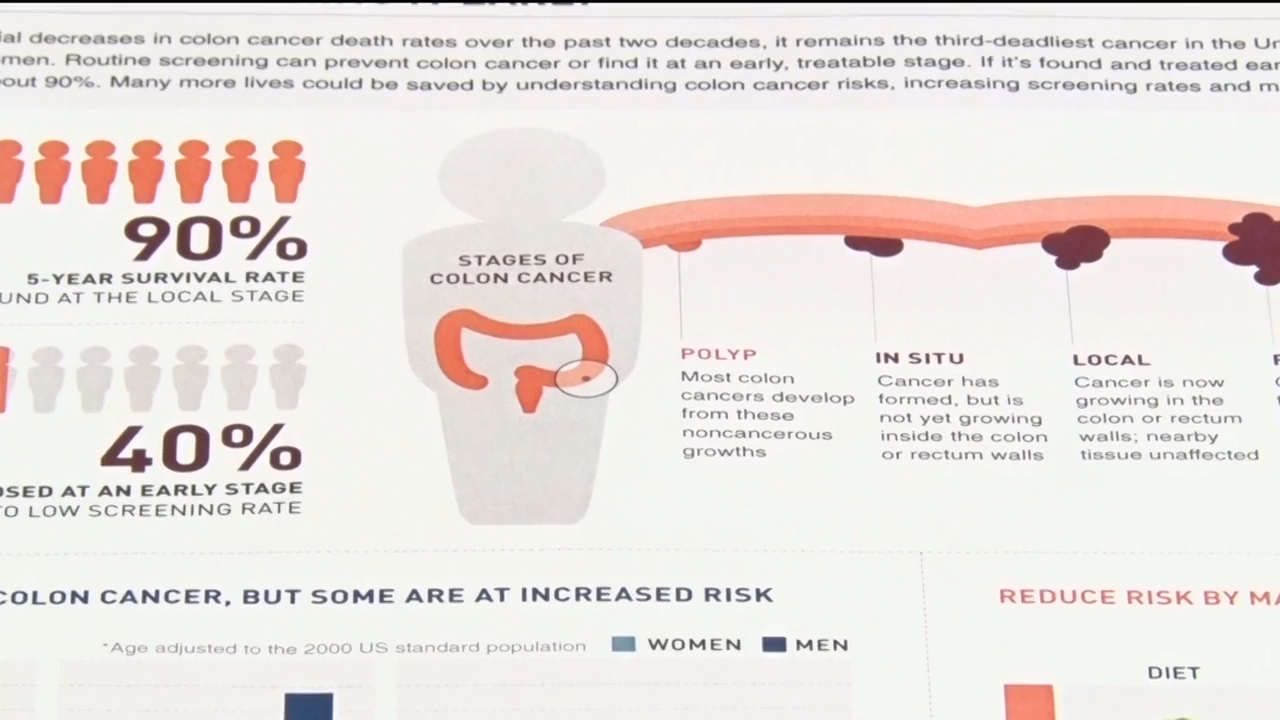 ial decreases in colon cancer death rates over the past two decades, it remains the third-deadliest cancer in the
men. Routine screening can prevent colon cancer or find it at an early, treatable stage. If it's found and treated
out 90%. Many more lives could be saved by understanding colon cancer risks, increasing screening rates and
90%
5-YEAR SURVIVAL RATE
UND AT THE LOCAL STAGE
40%
OSED AT AN EARLY STAGE
TO LOW SCREENING RATE
STAGES OF
COLON CANCER
POLYP
Most colon
cancers develop
from these
noncancerous
growths
IN SITU
Cancer has
formed, but is
not yet growing
inside the colon
or rectum walls
LOCAL
Cancer is now
growing in the
colon or rectum
walls; nearby
tissue unaffected
COLON CANCER, BUT SOME ARE AT INCREASED RISK
*Age adjusted to the 2000 US standard population
WOMEN
MEN
REDUCE RISK BY
DIET